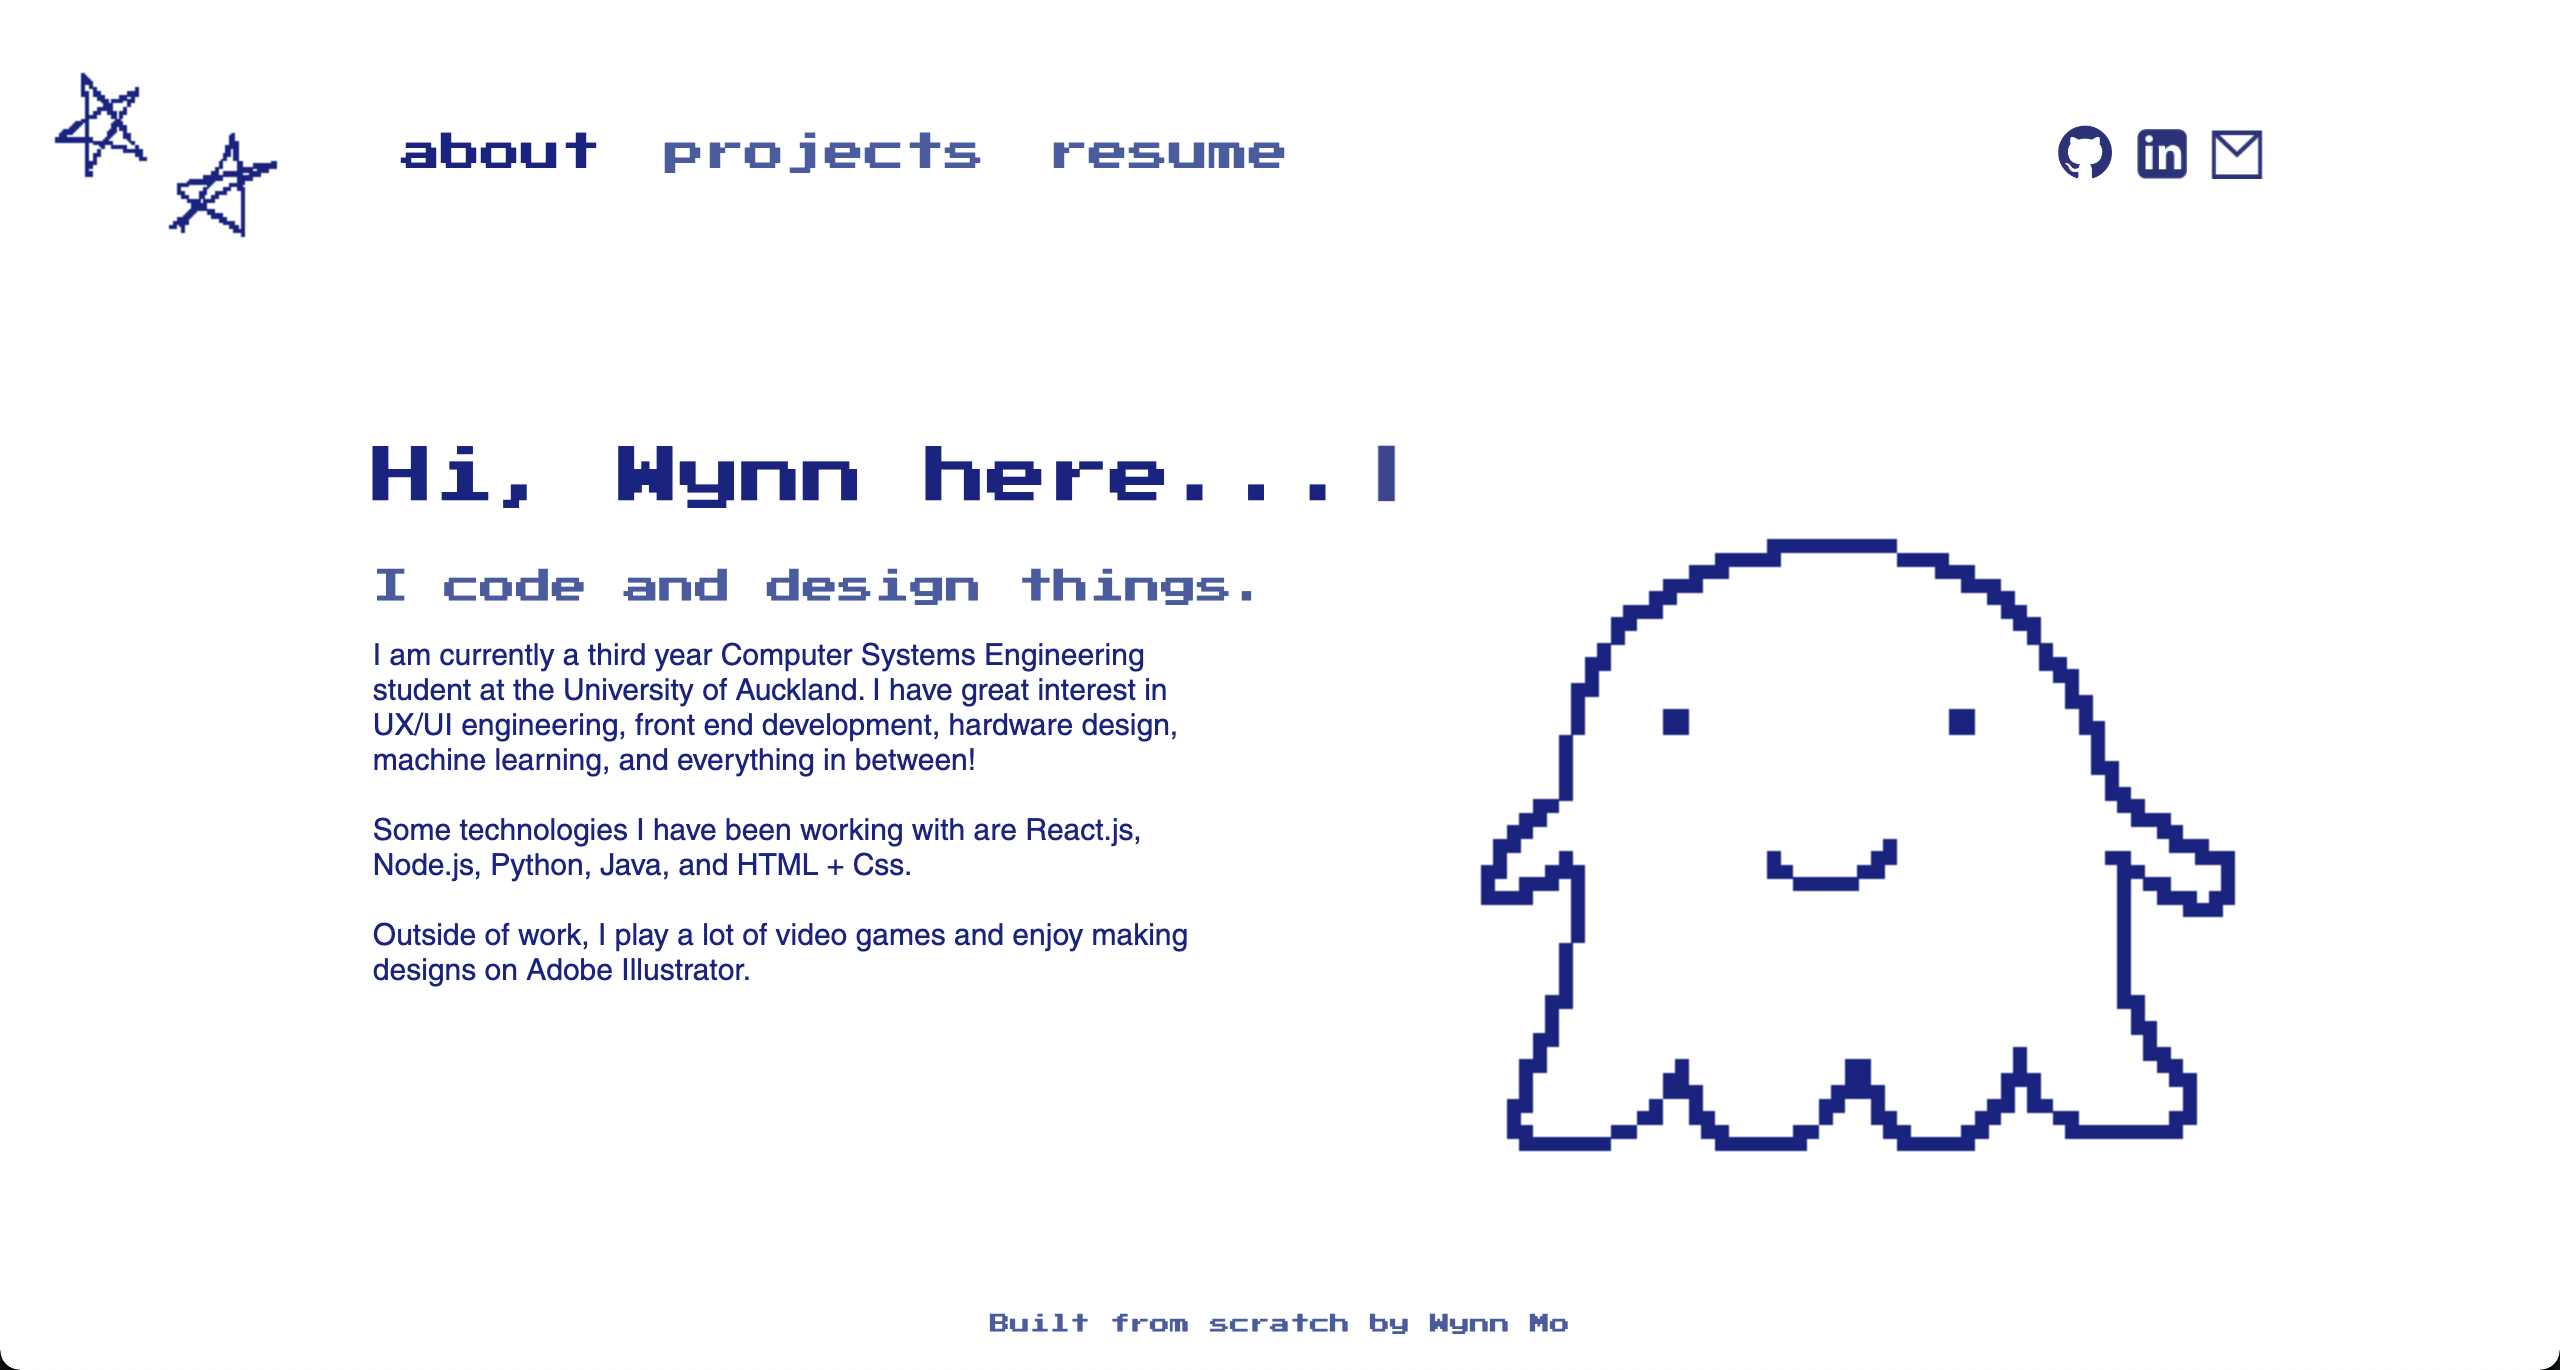 about projects resume
Hi, Wynn here...
I code and design things.
I am currently a third year Computer Systems Engineering
student at the University of Auckland. I have great interest in
UX/UI engineering, front end development, hardware design,
machine learning, and everything in between!
Some technologies I have been working with are React.js,
Node.js, Python, Java, and HTML + Css.
Outside of work, I play a lot of video games and enjoy making
designs on Adobe Illustrator.
Built from scratch by Wynn Mo